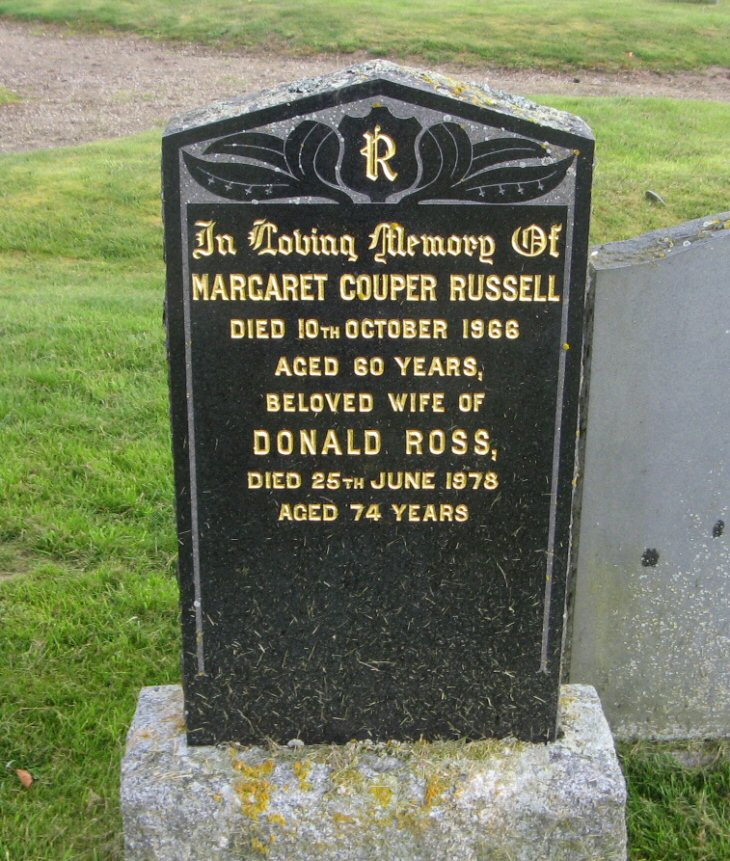 R
In Loving Memory Of
MARGARET COUPER RUSSELL
DIED 10TH OCTOBER 1966
AGED 60 YEARS,
BELOVED WIFE OF
DONALD ROSS,
DIED 25TH JUNE 1978
AGED 74 YEARS